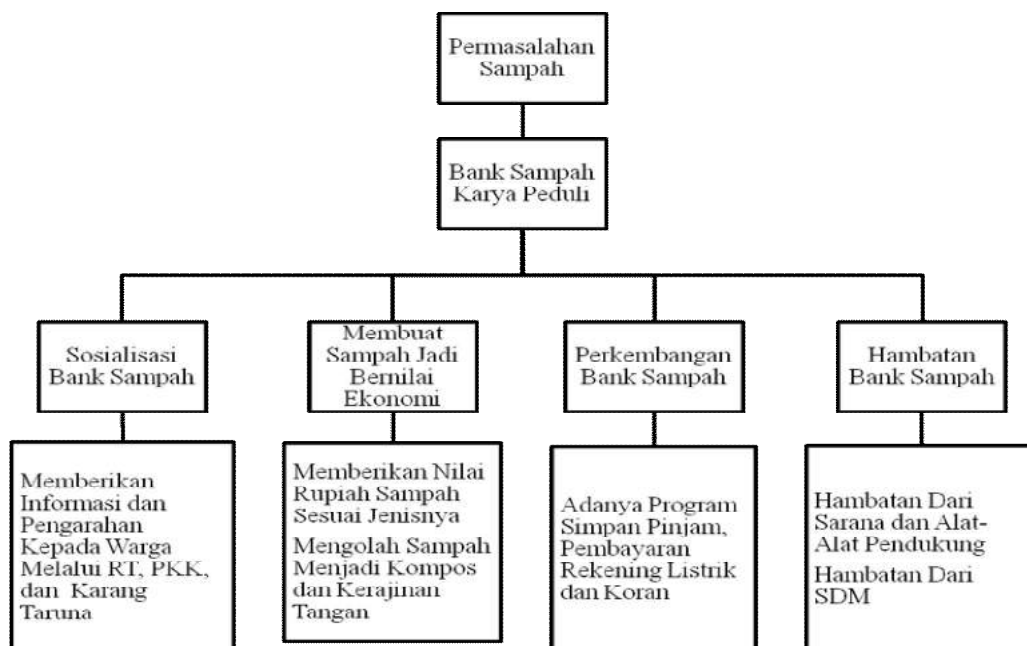 Permasalahan
Sampah
Bank Sampah
Karya Peduli
Sosialisasi
Bank Sampah
Membuat
Sampah Jadi
Bernilai
Ekonomi
Perkembangan
Bank Sampah
Hambatan
Bank Sampah
Memberikan
Informasi dan
Pengarahan
Kepada Warga
Melalui RT, PKK,
dan Karang
Taruna
Memberikan Nilai
Rupiah Sampah
Sesuai Jenisnya
Mengolah Sampah
Menjadi Kompos
dan Kerajinan
Tangan
Adanya Program
Simpan Pinjam,
Pembayaran
Rekening Listrik
dan Koran
Hambatan Dari
Sarana dan Alat-
Alat Pendukung
Hambatan Dari
SDM